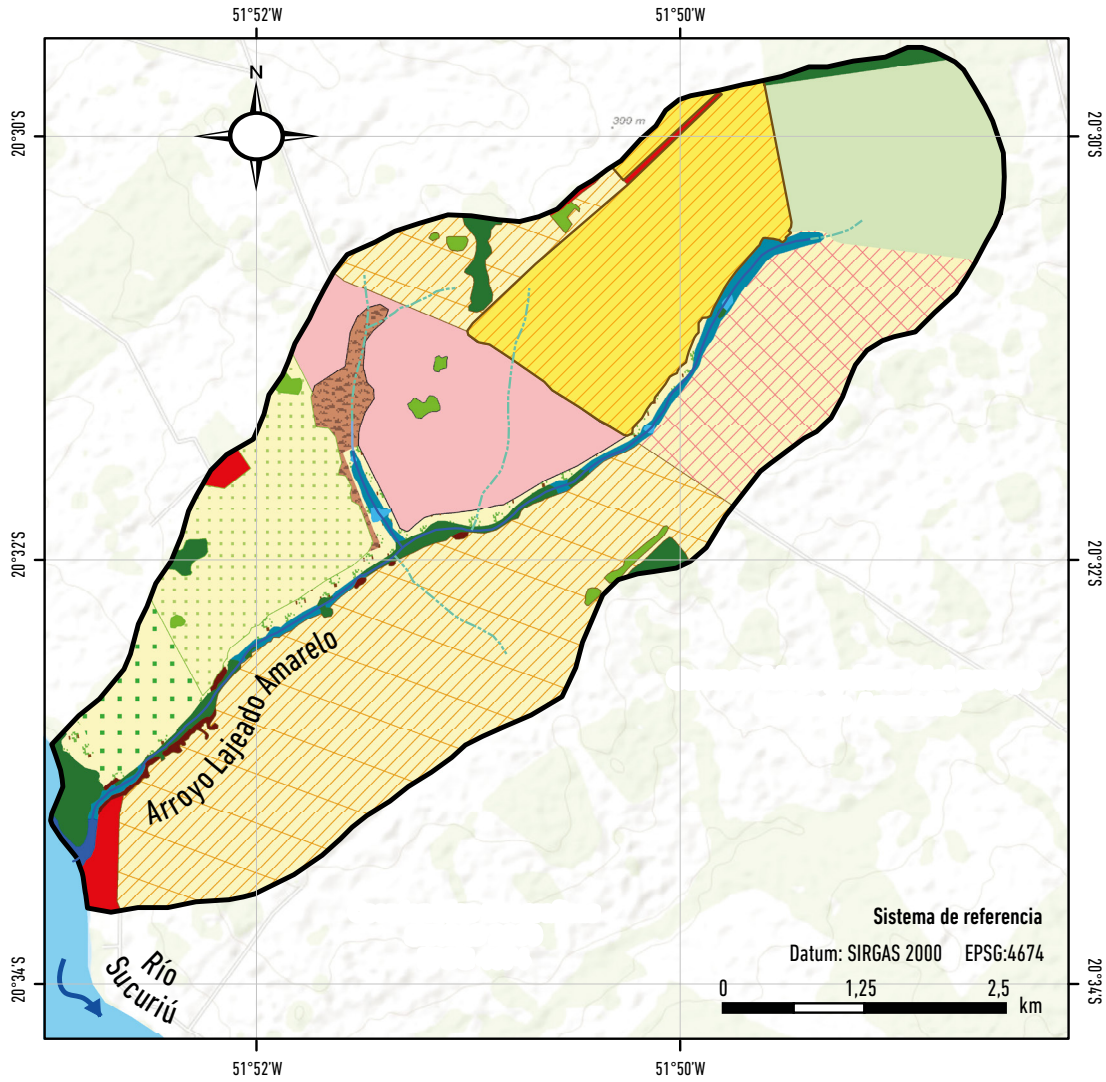 51°52'W
51°50'W
N
300 m
20°30'S
20°30'S
20°32'S
20°32'S
Arroyo Lajeado Amarelo
Sistema de referencia
Datum: SIRGAS 2000 EPSG:4674
Río
Sucuriú
20°34'S
20°34'S
0
1,25
2,5
km
51°52'W
51°50'W